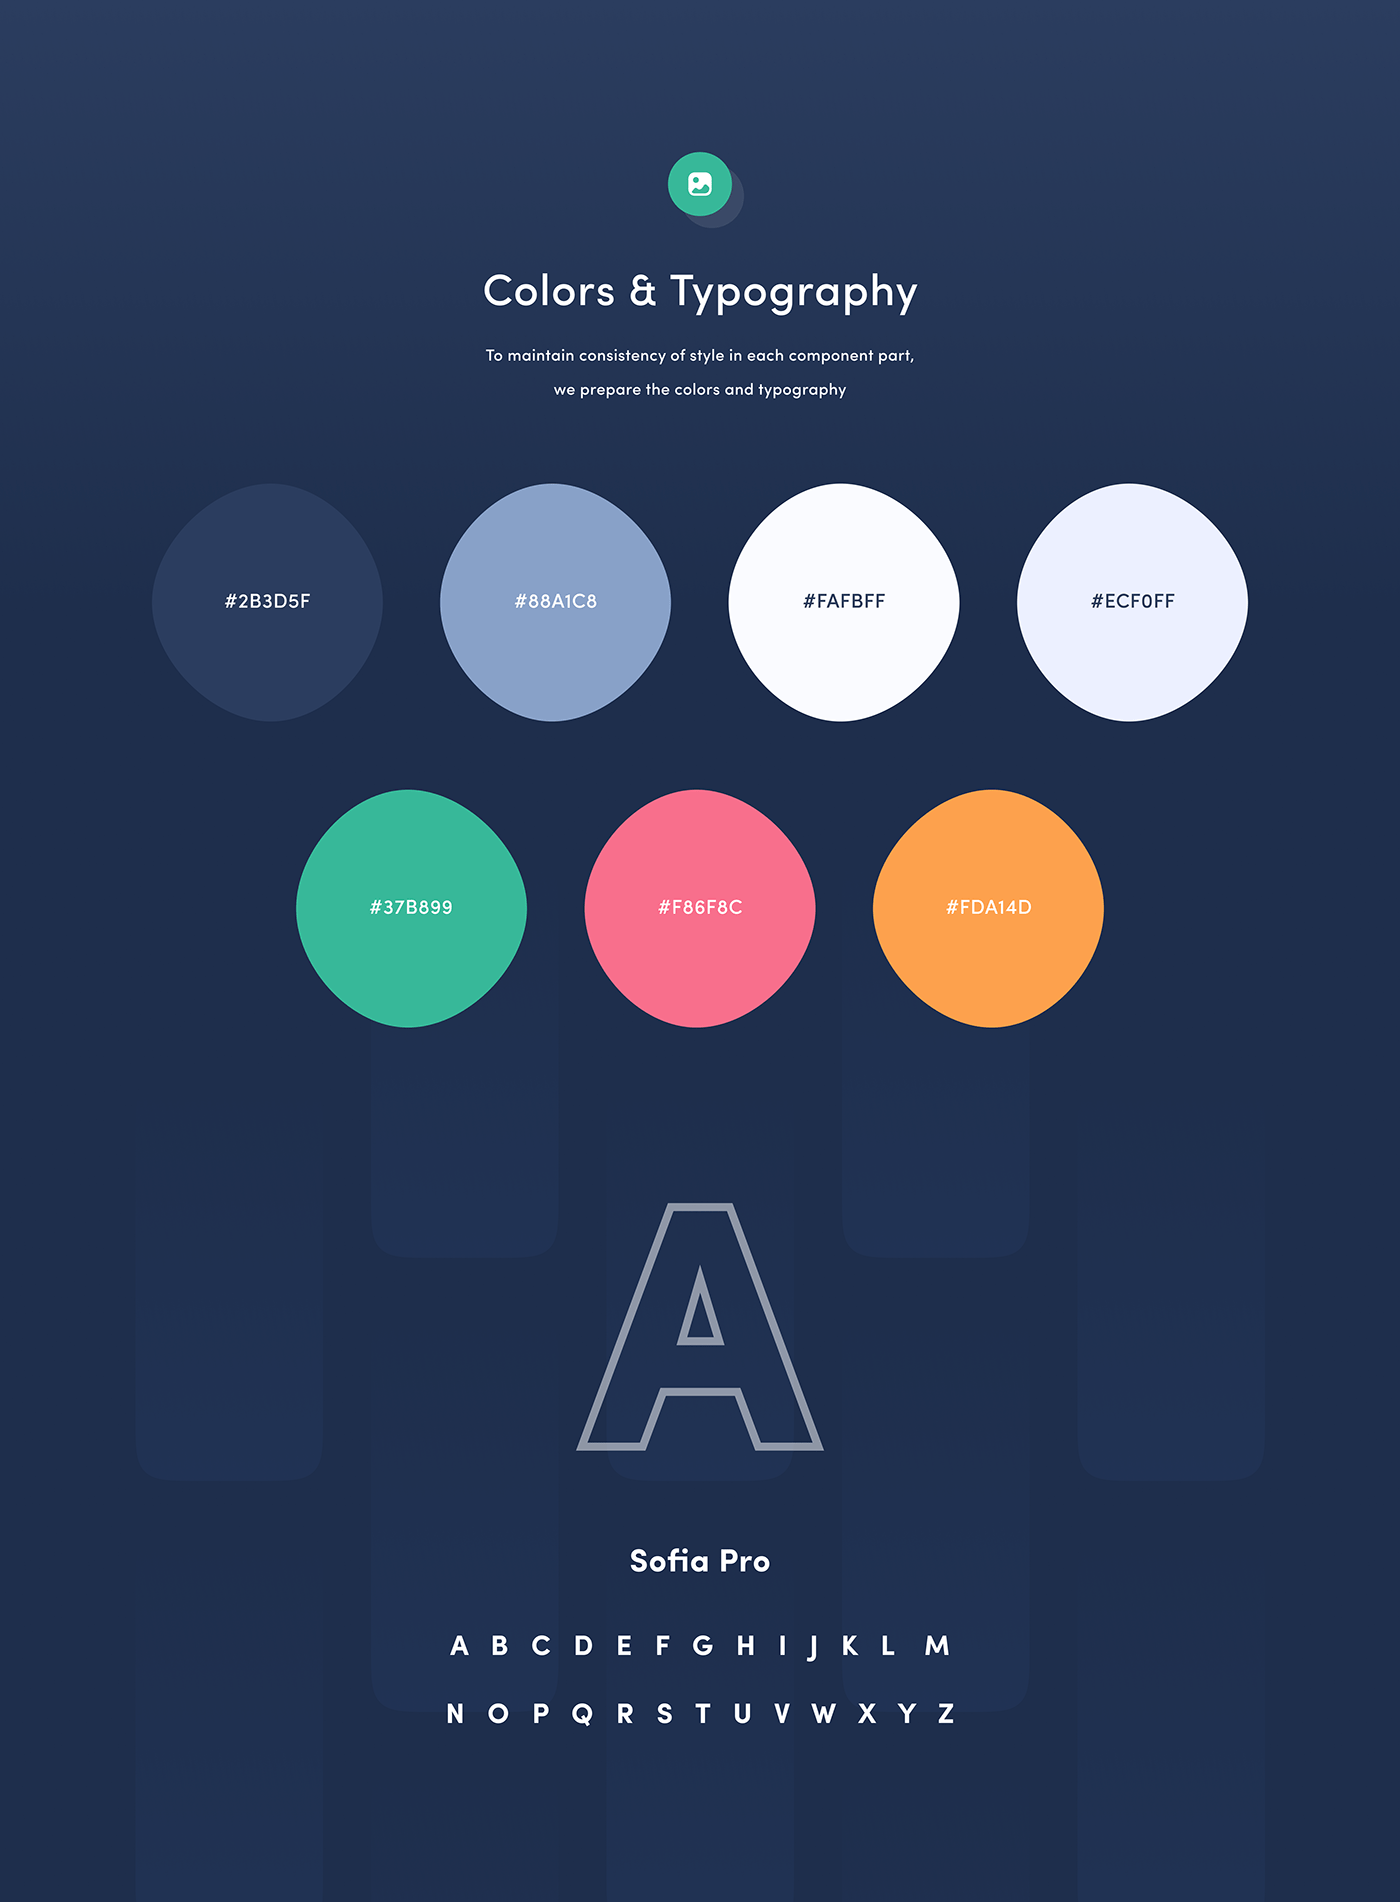 Colors & Typography
To maintain consistency of style in each component part,
we prepare the colors and typography
#2B3D5F
#88A1C8
#FAFBFF
#ECF0FF
#37B899
#F86F8C
#FDA14D
A
Sofia Pro
A B C D E F G H I J K L M
N O P Q R S T U V W X Y Z